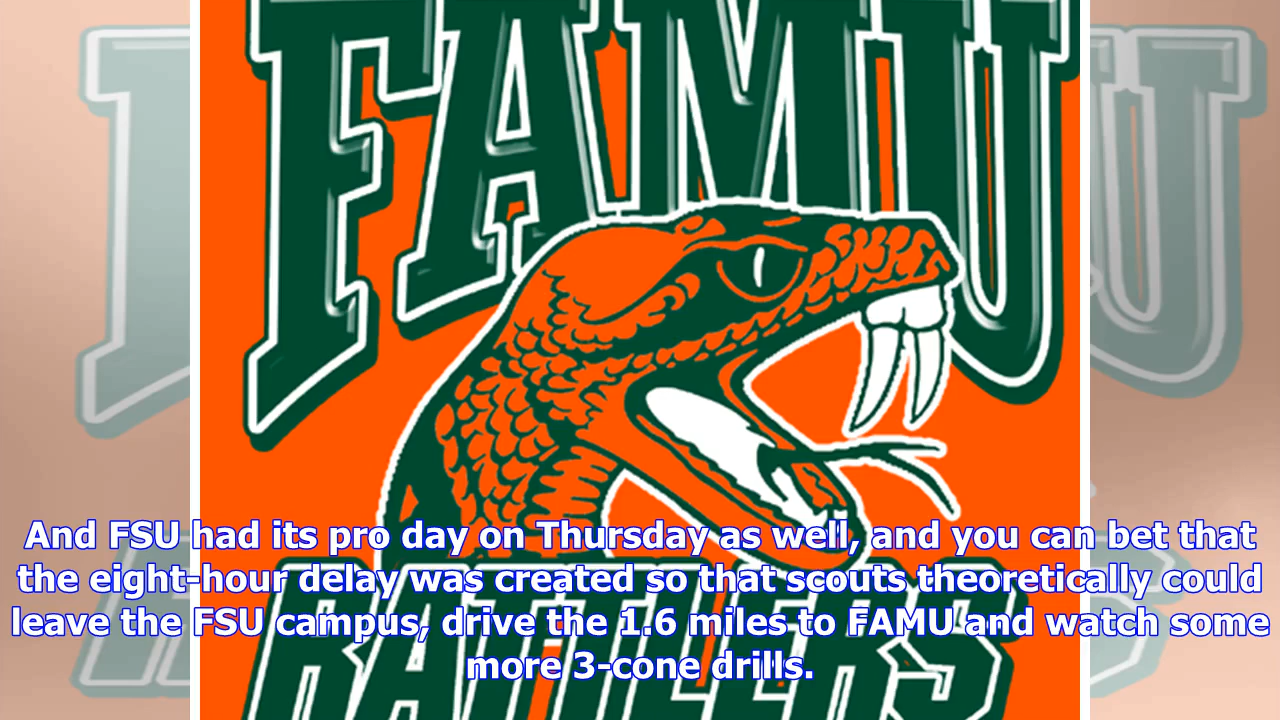 FAMU
And FSU had its pro day on Thursday as well, and you can bet that
the eight-hour delay was created so that scouts theoretically could
leave the FSU campus, drive the 1.6 miles to FAMU and watch some
more 3-cone drills.
RATTLERS